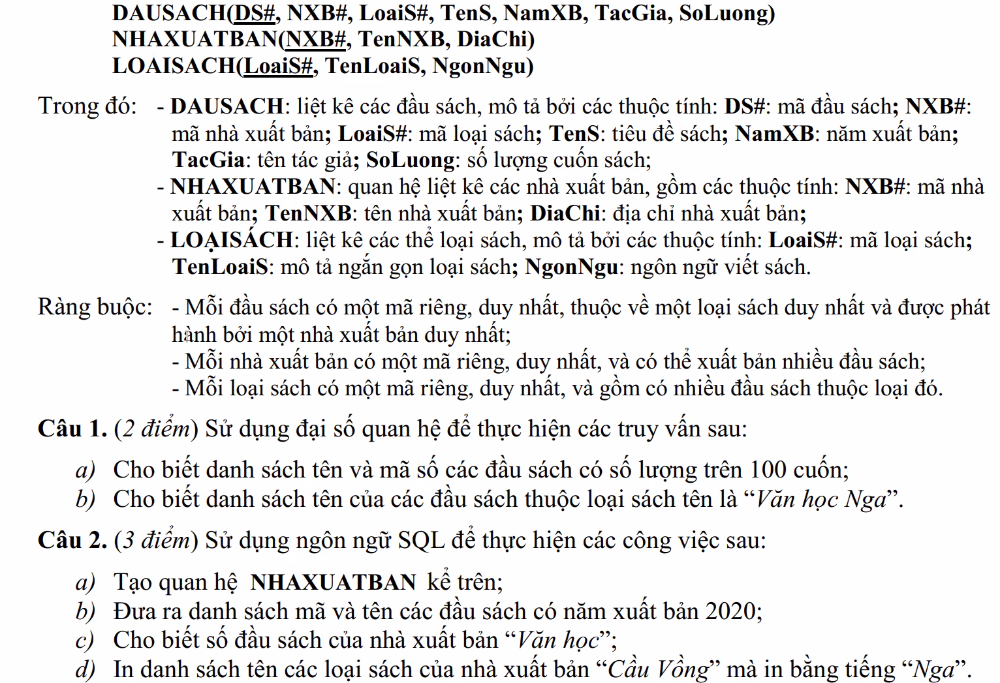 DAUSACH(DS#, NXB#, LoaiS#, TenS, NamXB, TacGia, SoLuong)
NHAXUATBAN(NXB#, TenNXB, DiaChi)
LOAISACH(LoaiS#, TenLoaiS, NgonNgu)
Trong đó: - DAUSACH: liệt kê các đầu sách, mô tả bởi các thuộc tính: DS#: mã đầu sách; NXB#:
mã nhà xuất bản; LoaiS#: mã loại sách; TenS: tiêu đề sách; NamXB: năm xuất bản;
TacGia: tên tác giả; SoLuong: số lượng cuốn sách;
- NHAXUATBAN: quan hệ liệt kê các nhà xuất bản, gồm các thuộc tính: NXB#: mã nhà
xuất bản; TenNXB: tên nhà xuất bản; DiaChi: địa chỉ nhà xuất bản;
- LOẠISÁCH: liệt kê các thể loại sách, mô tả bởi các thuộc tính: LoaiS#: mã loại sách;
TenLoaiS: mô tả ngắn gọn loại sách; NgonNgu: ngôn ngữ viết sách.
Ràng buộc: - Mỗi đầu sách có một mã riêng, duy nhất, thuộc về một loại sách duy nhất và được phát
hành bởi một nhà xuất bản duy nhất;
- Mỗi nhà xuất bản có một mã riêng, duy nhất, và có thể xuất bản nhiều đầu sách;
- Mỗi loại sách có một mã riêng, duy nhất, và gồm có nhiều đầu sách thuộc loại đó.
Câu 1. (2 điểm) Sử dụng đại số quan hệ để thực hiện các truy vấn sau:
a) Cho biết danh sách tên và mã số các đầu sách có số lượng trên 100 cuốn;
b) Cho biết danh sách tên của các đầu sách thuộc loại sách tên là “Văn học Nga”.
Câu 2. (3 điểm) Sử dụng ngôn ngữ SQL để thực hiện các công việc sau:
a) Tạo quan hệ NHAXUATBAN kể trên;
b) Đưa ra danh sách mã và tên các đầu sách có năm xuất bản 2020;
c) Cho biết số đầu sách của nhà xuất bản “Văn học”;
d) In danh sách tên các loại sách của nhà xuất bản “Cầu Vồng” mà in bằng tiếng “Nga”.